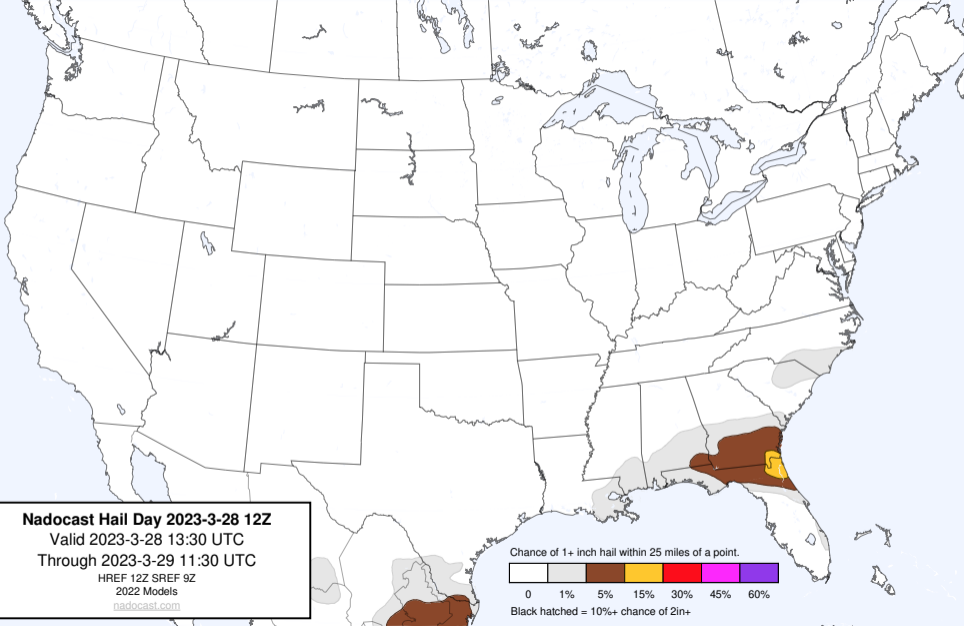 Nadocast Hail Day 2023-3-28 12Z
Valid 2023-3-28 13:30 UTC
Through 2023-3-29 11:30 UTC
HREF 12Z SREF 9Z
2022 Models
nadocast.com
Chance of 1+ inch hail within 25 miles of a point.
0 1% 5% 15% 30% 45% 60%
Black hatched = 10%+ chance of 2in+